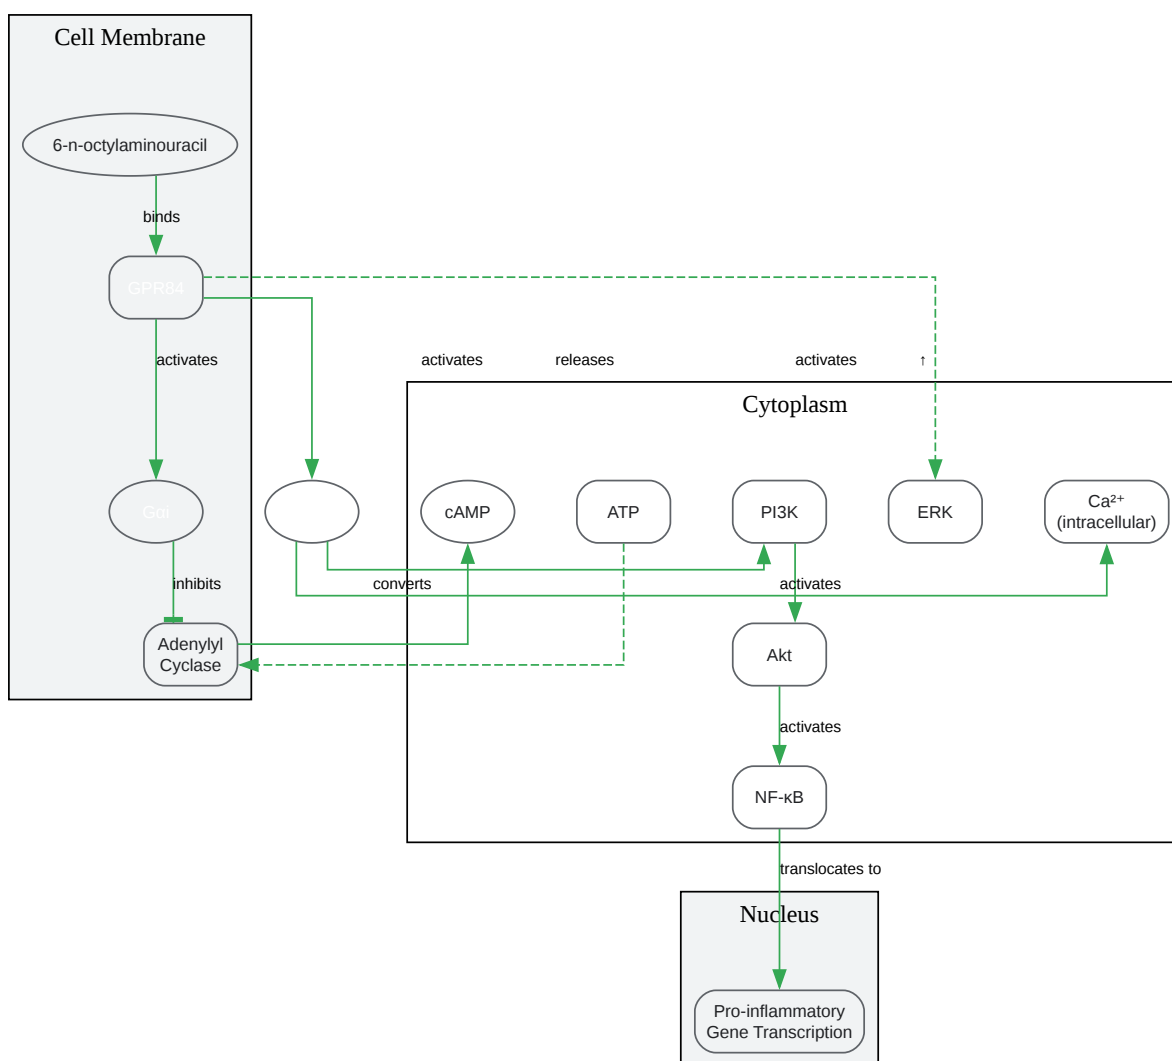 Cell Membrane
6-n-octylaminouracil
binds
GPR84
activates
activates
releases
activates
↑
Cytoplasm
Gαi
cAMP
ATP
PI3K
ERK
Ca²⁺
(intracellular)
inhibits
converts
activates
Adenylyl
Cyclase
Akt
activates
NF-κB
translocates to
Nucleus
Pro-inflammatory
Gene Transcription